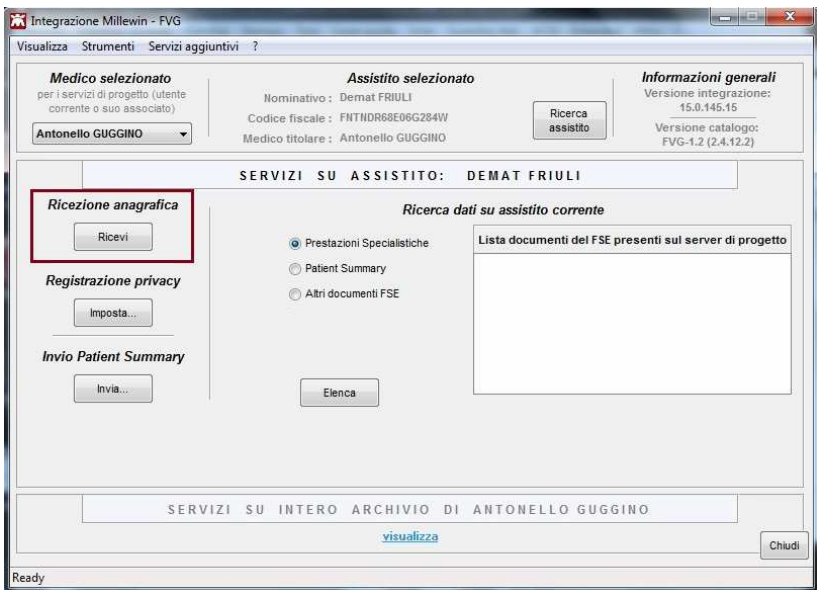 Integrazione Millewin - FVG
Visualizza Strumenti Servizi aggiuntivi ?
Medico selezionato
per i servizi di progetto (utente
corrente o suo associato)
Antonello GUGGINO
Assistito selezionato
Nominativo : Demat FRIULI
Codice fiscale : FNTNDR68E06G284W
Medico titolare : Antonello GUGGINO
Ricerca
assistito
Informazioni generali
Versione integrazione:
15.0.145.15
Versione catalogo:
FVG-1.2 (2.4.12.2)
SERVIZI SU ASSISTITO: DEMAT FRIULI
Ricezione anagrafica
Ricevi
Registrazione privacy
Imposta...
Invio Patient Summary
Invia...
Ricerca dati su assistito corrente
Prestazioni Specialistiche
Patient Summary
Altri documenti FSE
Elenca
Lista documenti del FSE presenti sul server di progetto
SERVIZI SU INTERO ARCHIVIO DI ANTONELLO GUGGINO
visualizza
Chiudi
Ready